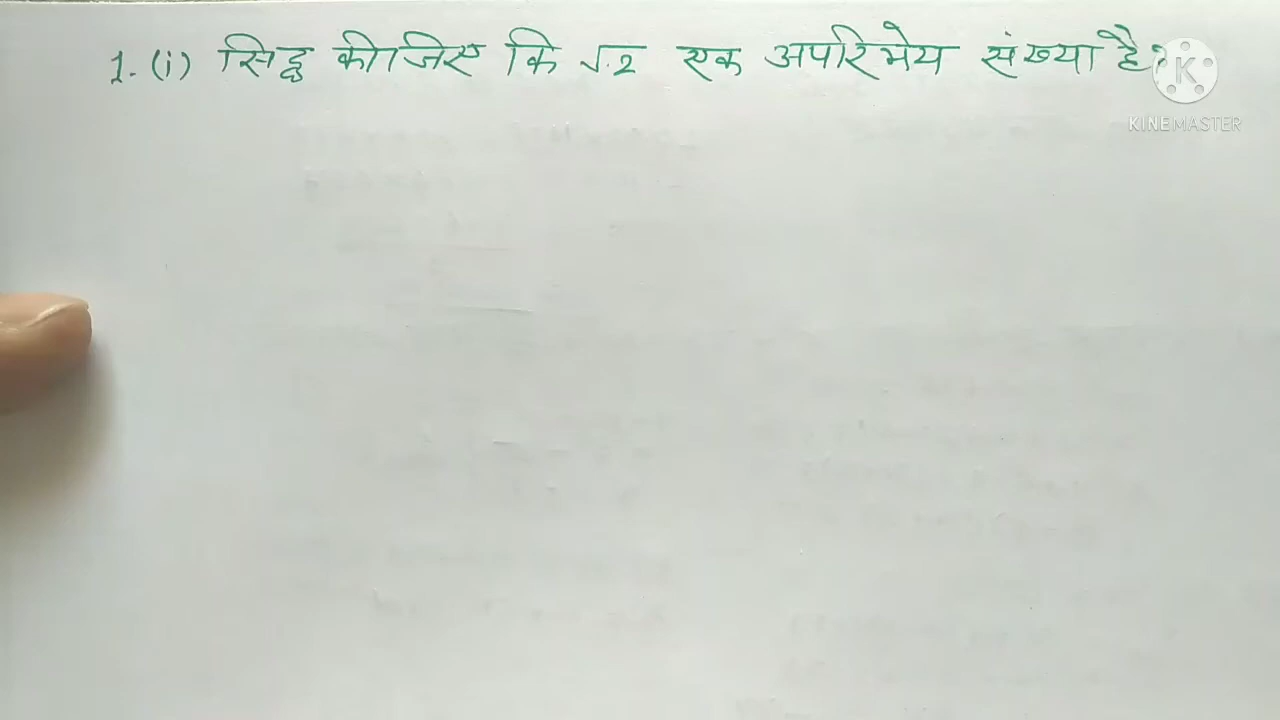 1. (i) सिद्ध कीजिए कि √2 एक अपरिमेय संख्या है?
K
KINEMASTER